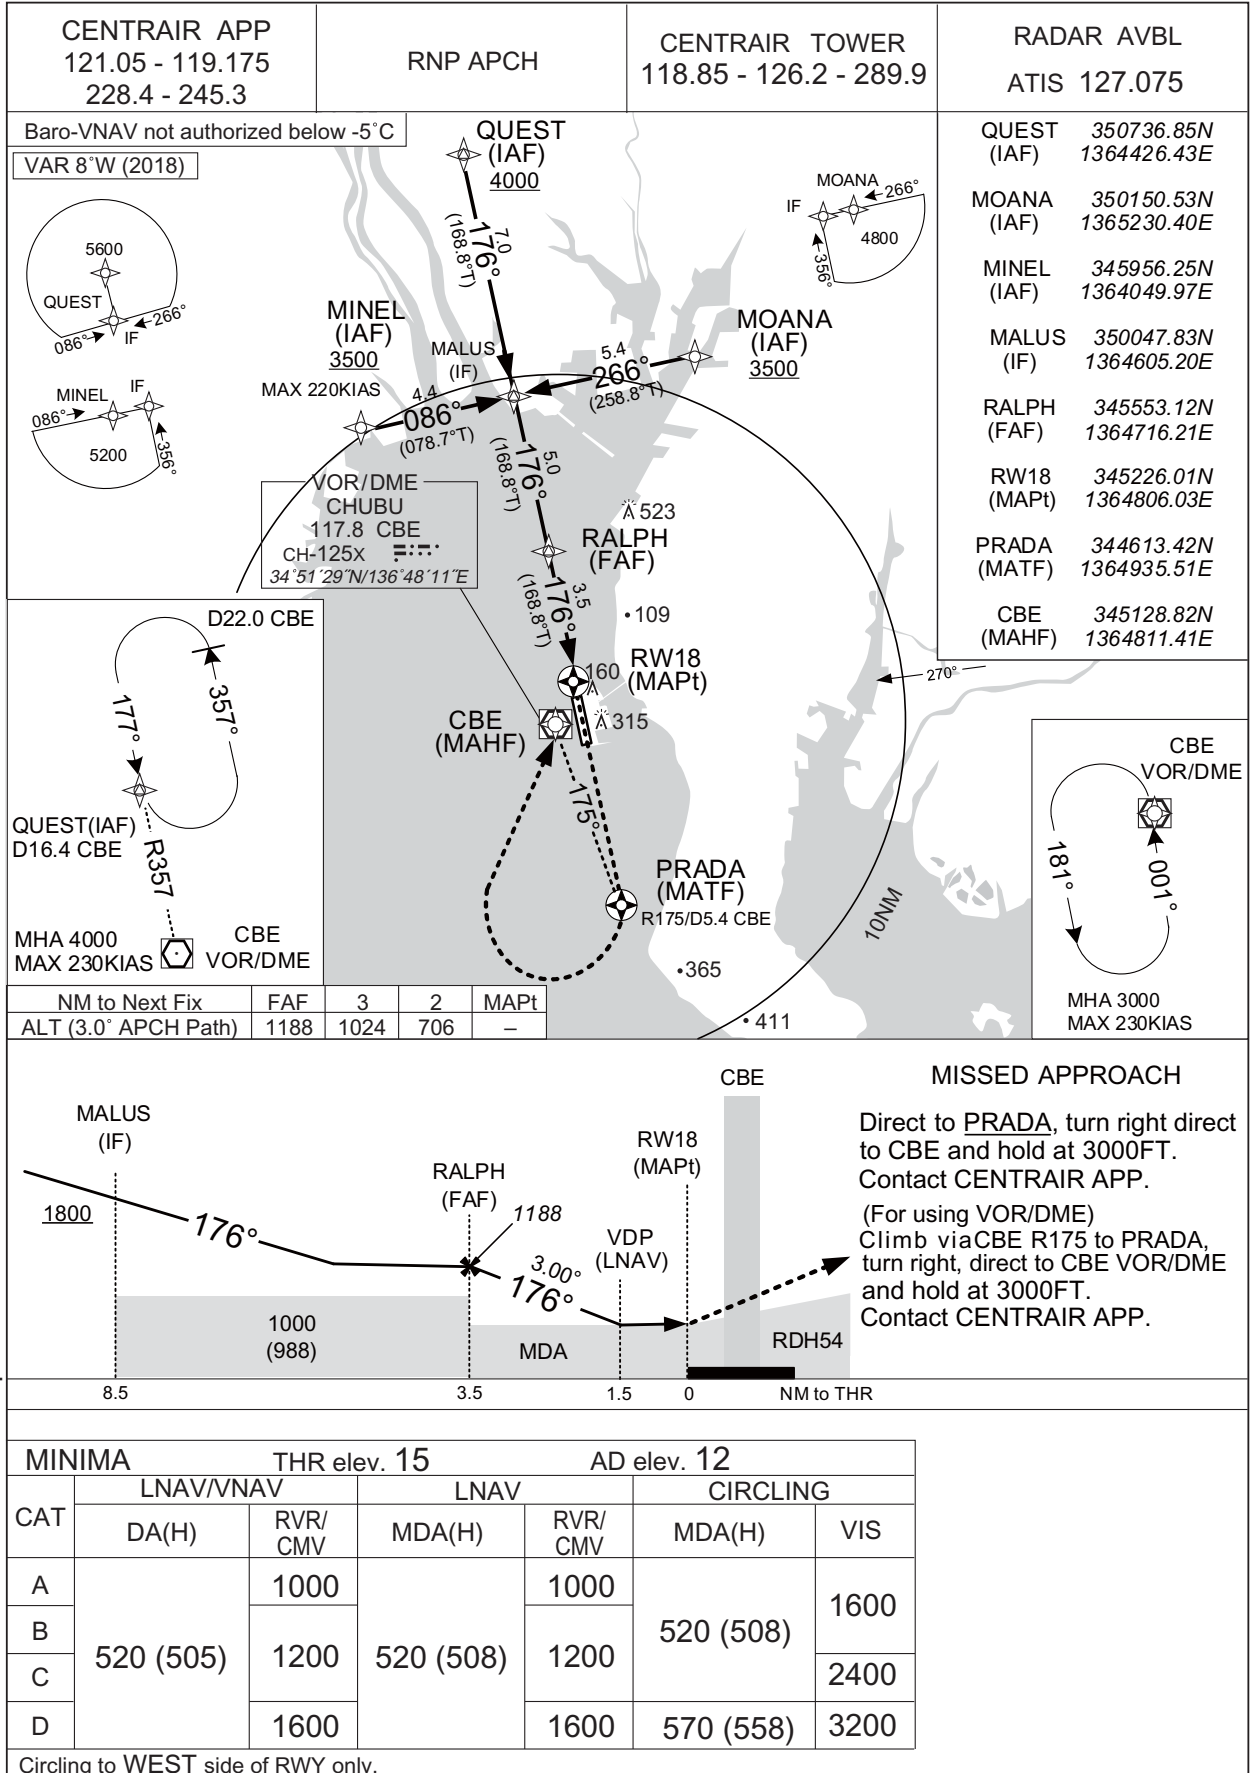 CENTRAIR APP
121.05 - 119.175
228.4 - 245.3
RNP APCH
CENTRAIR TOWER
118.85 - 126.2 - 289.9
RADAR AVBL
ATIS 127.075
Baro-VNAV not authorized below -5˚C
VAR 8˚W (2018)
QUEST 350736.85N
(IAF) 1364426.43E
MOANA 350150.53N
(IAF) 1365230.40E
MINEL 345956.25N
(IAF) 1364049.97E
MALUS 350047.83N
(IF) 1364605.20E
RALPH 345553.12N
(FAF) 1364716.21E
RW18 345226.01N
(MAPt) 1364806.03E
PRADA 344613.42N
(MATF) 1364935.51E
CBE 345128.82N
(MAHF) 1364811.41E
5600
QUEST
086° IF 266°
MINEL IF
086°
5200
356°
MOANA
IF 266°
4800
356°
QUEST
(IAF)
4000
7.0
176°
(168.8°T)
MINEL
(IAF)
3500
MAX 220KIAS
MALUS
(IF)
4.4
086°
(078.7°T)
MOANA
(IAF)
3500
5.4
266°
(258.8°T)
5.0
176°
(168.8°T)
VOR/DME
CHUBU
117.8 CBE
CH-125X
34°51´29˝N/136°48´11˝E
523
RALPH
(FAF)
3.5
176°
(168.8°T)
109
RW18
(MAPt)
160
315
270°
CBE
(MAHF)
175°
PRADA
(MATF)
R175/D5.4 CBE
10NM
365
411
D22.0 CBE
177°
357°
QUEST(IAF)
D16.4 CBE
R357
MHA 4000
MAX 230KIAS
CBE
VOR/DME
CBE
VOR/DME
181°
001°
MHA 3000
MAX 230KIAS
NM to Next Fix FAF 3 2 MAPt
ALT (3.0˚ APCH Path) 1188 1024 706 –
MALUS
(IF)
1800
176°
RALPH
(FAF)
1188
3.00°
176°
VDP
(LNAV)
RW18
(MAPt)
CBE
1000
(988)
MDA
RDH54
8.5 3.5 1.5 0 NM to THR
MISSED APPROACH
Direct to PRADA, turn right direct
to CBE and hold at 3000FT.
Contact CENTRAIR APP.
(For using VOR/DME)
Climb viaCBE R175 to PRADA,
turn right, direct to CBE VOR/DME
and hold at 3000FT.
Contact CENTRAIR APP.
MINIMA THR elev. 15 AD elev. 12
CAT LNAV/VNAV LNAV CIRCLING
DA(H) RVR/CMV MDA(H) RVR/CMV MDA(H) VIS
A 1000 1000
B 1600
520 (505) 1200 520 (508) 1200 520 (508)
C 2400
D 1600 1600 570 (558) 3200
Circling to WEST side of RWY only.